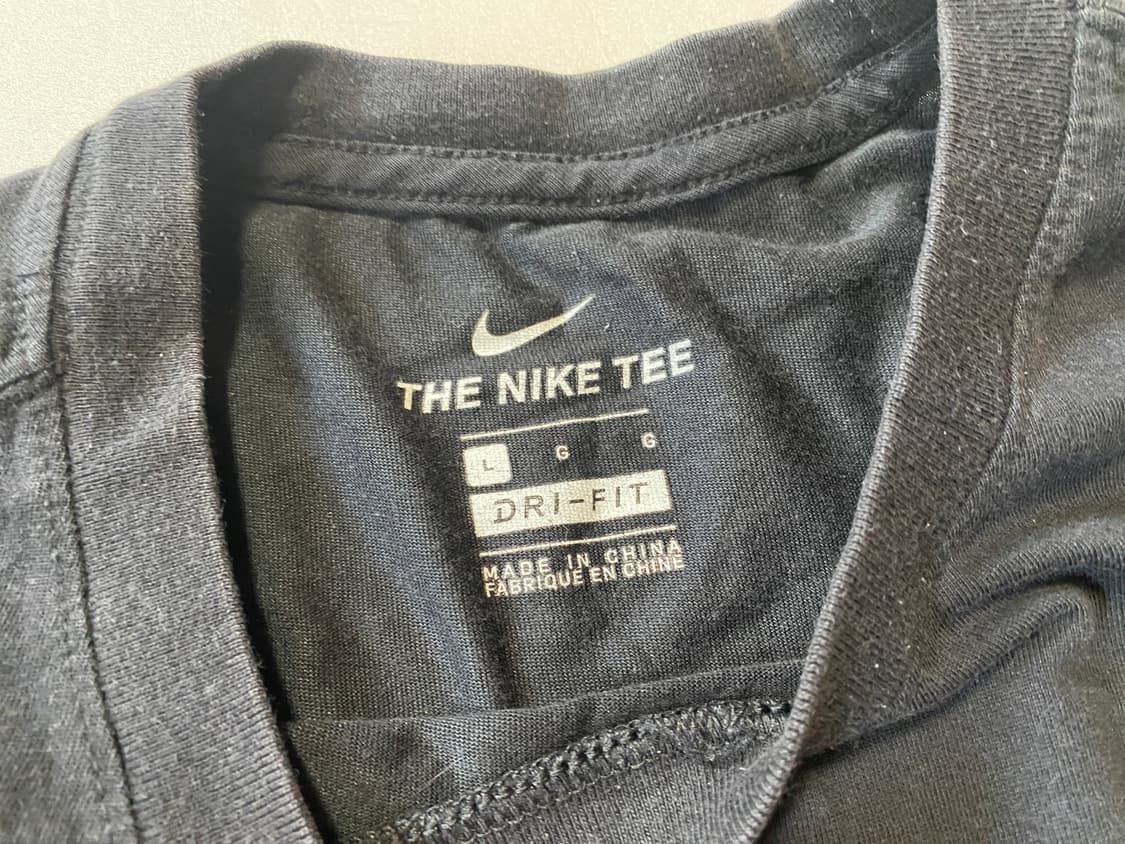 THE NIKE TEE
L G G
DRI-FIT
MADE IN CHINA
FABRIQUE EN CHINE